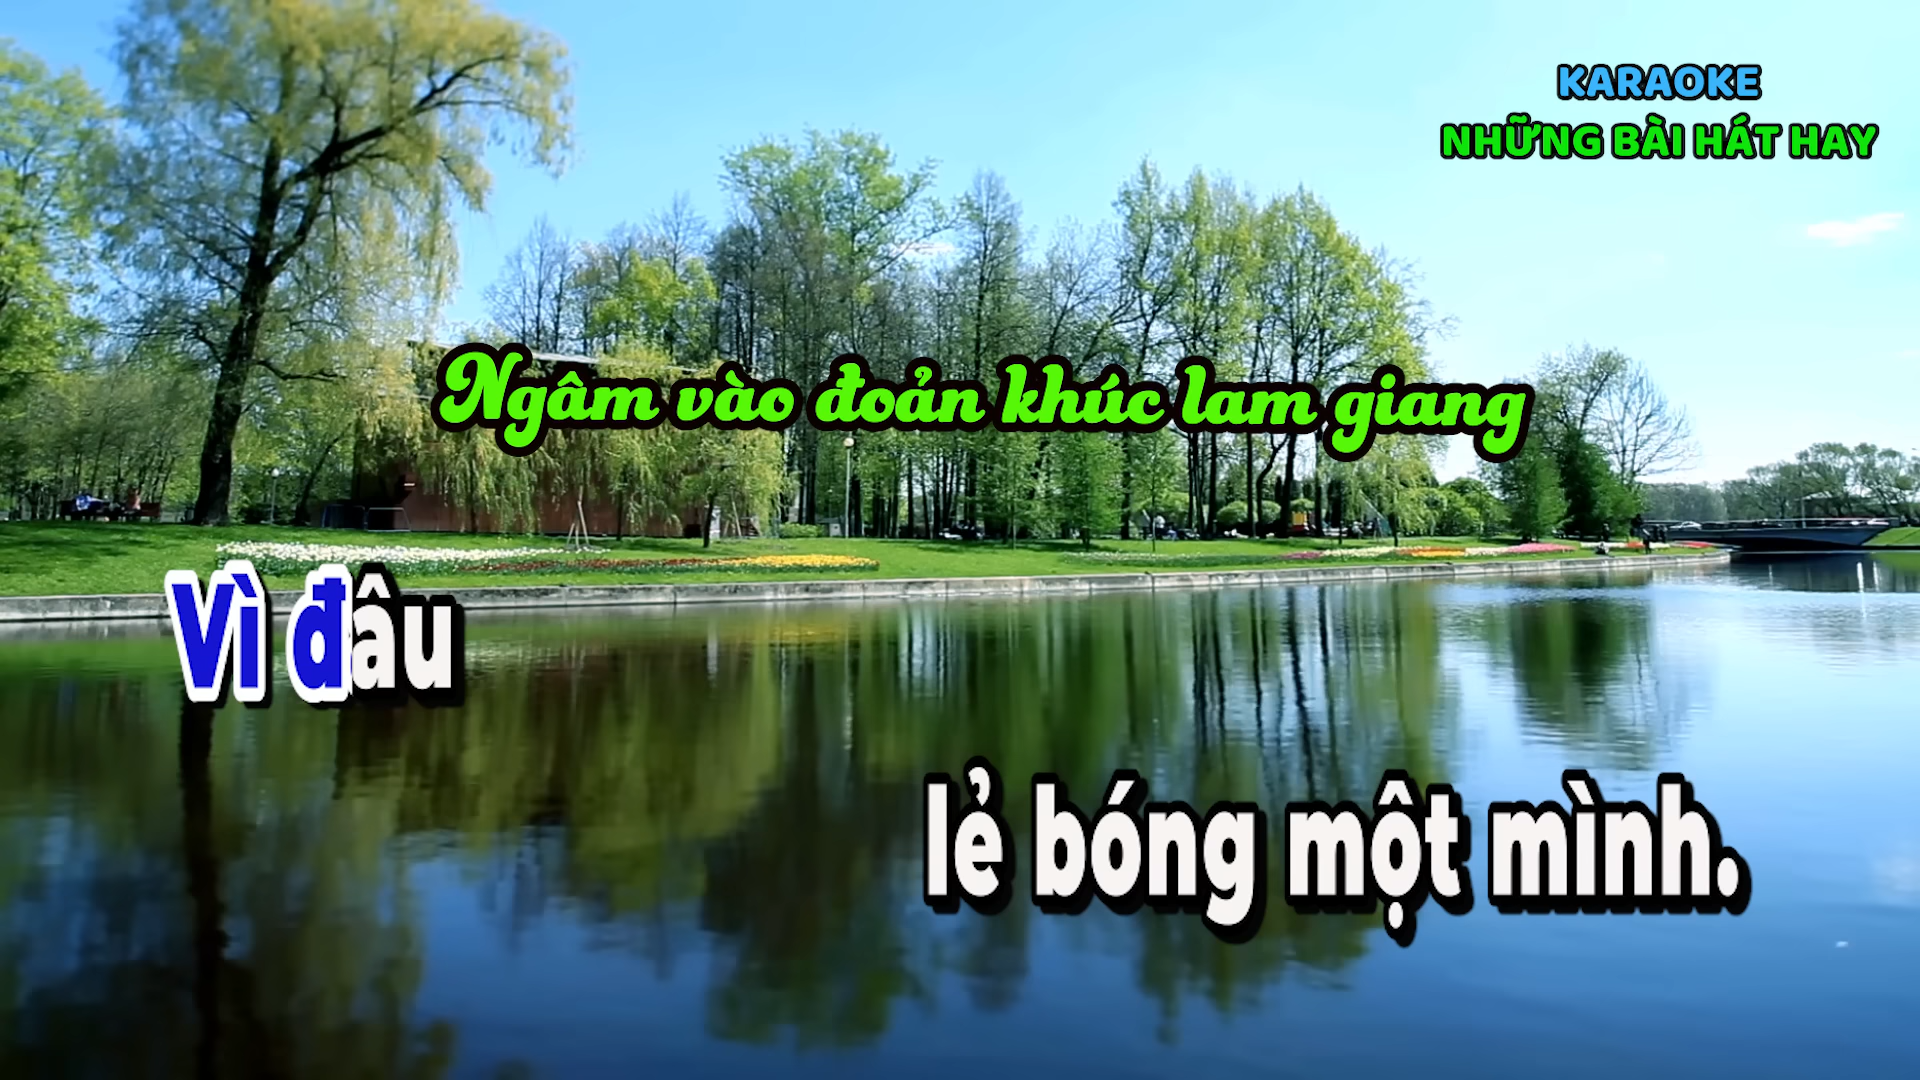 KARAOKE
NHỮNG BÀI HÁT HAY
Ngâm vào đoản khúc lam giang
Vì đâu
lẻ bóng một mình.